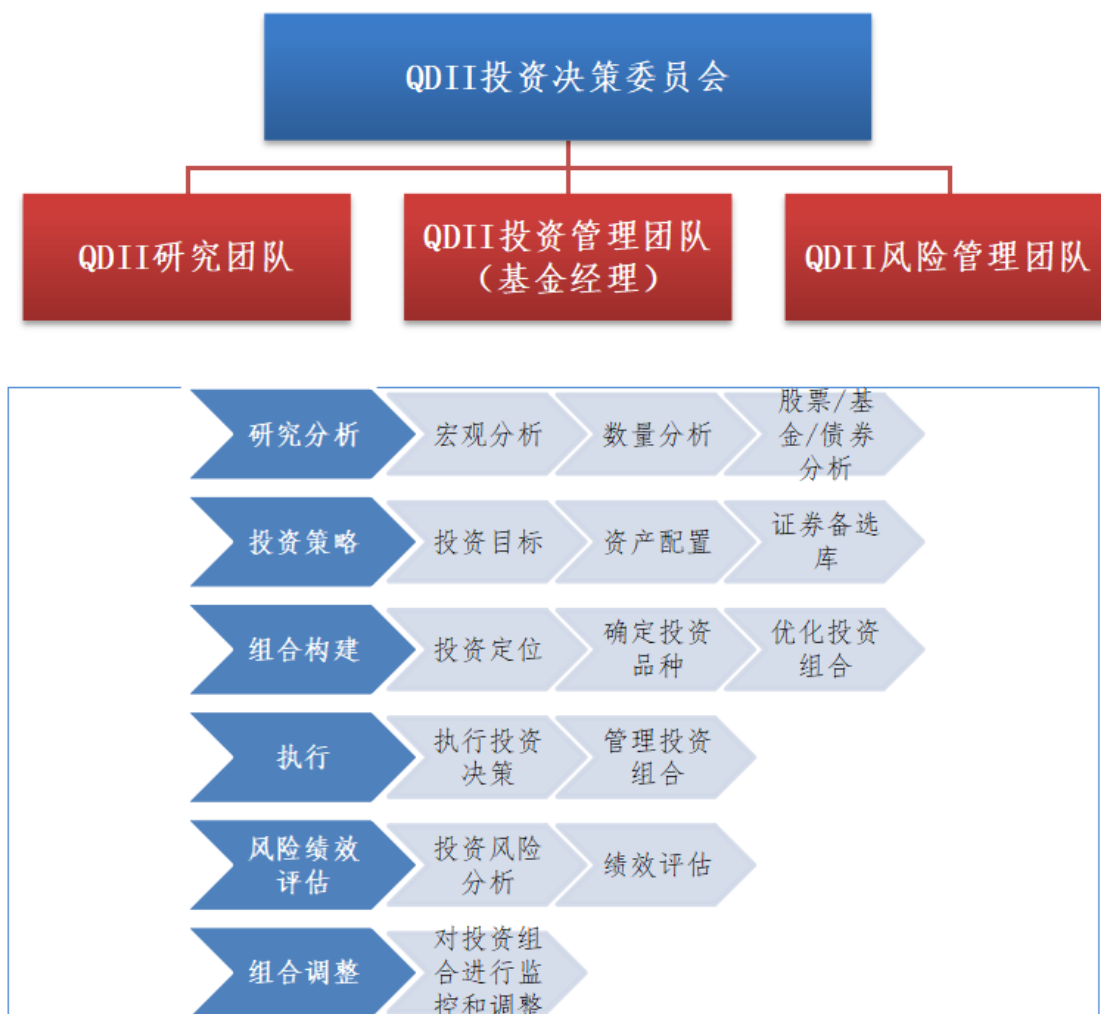 QDII投资决策委员会
QDII研究团队
QDII投资管理团队
（基金经理）
QDII风险管理团队
研究分析
宏观分析
数量分析
股票/基
金/债券
分析
投资策略
投资目标
资产配置
证券备选
库
组合构建
投资定位
确定投资
品种
优化投资
组合
执行
执行投资
决策
管理投资
组合
风险绩效
评估
投资风险
分析
绩效评估
组合调整
对投资组
合进行监
控和调整